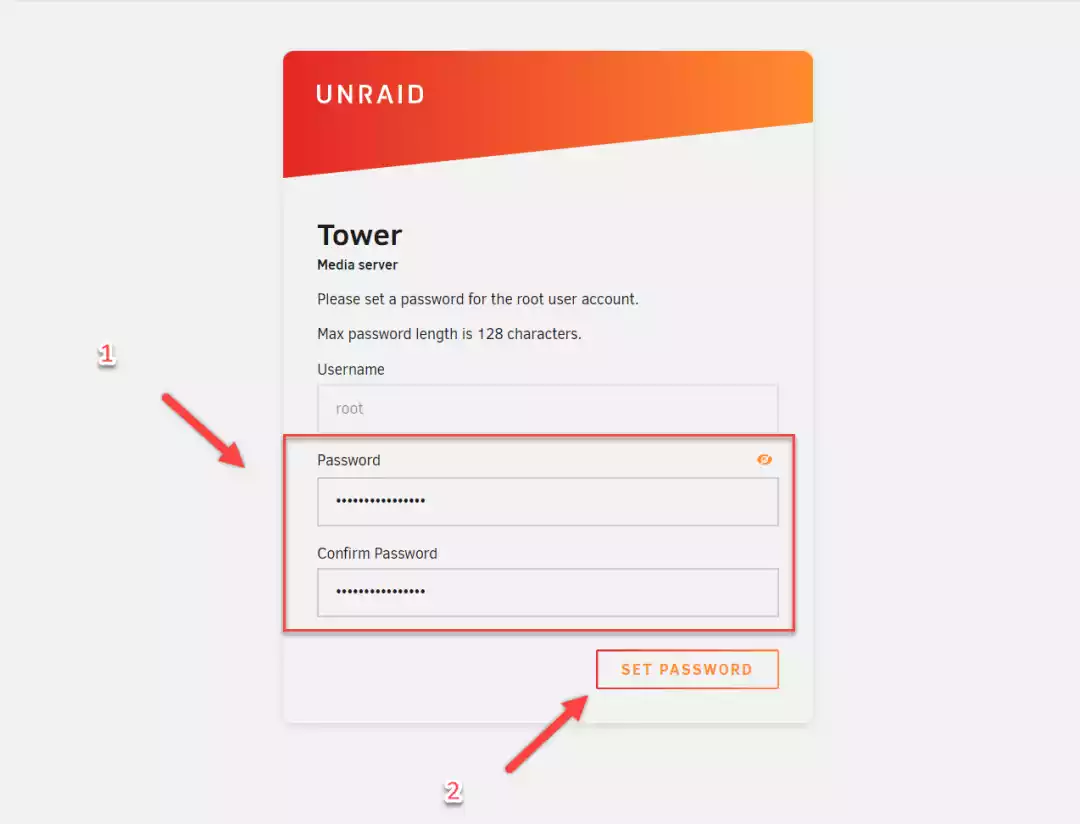 UNRAID
Tower
Media server
Please set a password for the root user account.
Max password length is 128 characters.
Username
1
root
Password
••••••••••••••••
Confirm Password
••••••••••••••••
SET PASSWORD
2